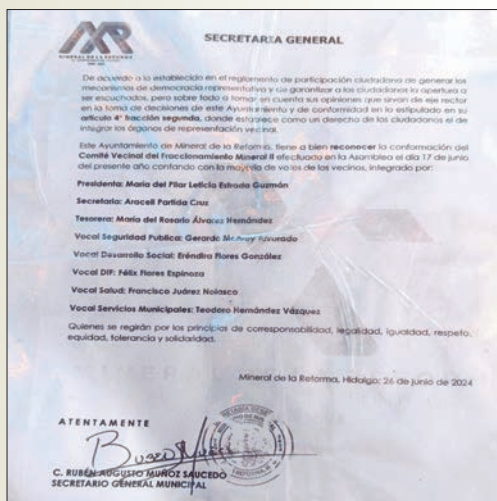 MINERAL DE LA REFORMA
SECRETARIA GENERAL
De acuerdo a lo establecido en el reglamento de participación ciudadana de general los
mecanismos de democracia representativa y de garantizar a los ciudadanos la apertura a
ser escuchados, pero sobre todo a tomar en cuenta sus opiniones que sirvan de eje rector
en la toma de decisiones de este Ayuntamiento y de conformidad en lo estipulado en su
artículo 4° fracción segunda, donde establece como un derecho de los ciudadanos el de
integrar los órganos de representación vecinal.
Este Ayuntamiento de Mineral de la Reforma, tiene a bien reconocer la conformación del
Comité Vecinal del Fraccionamiento Mineral II efectuada en la Asamblea el día 17 de junio
del presente año contando con la mayoría de votos de los vecinos, integrado por:
Presidenta: María del Pilar Leticia Estrada Guzmán
Secretaria: Araceli Partida Cruz
Tesorera: María del Rosario Álvarez Hernández
Vocal Seguridad Publica: Gerardo
Vocal Desarrollo Social: Eréndira Flores González
Vocal DIF: Félix Flores Espinoza
Vocal Salud: Francisco Juárez Nolasco
Vocal Servicios Municipales: Teodoro Hernández Vázquez
Quienes se regirán por los principios de corresponsabilidad, legalidad, igualdad, respeto,
equidad, tolerancia y solidaridad.
Mineral de la Reforma, Hidalgo; 26 de junio de 2024
ATENTAMENTE
C. RUBÉN AUGUSTO MUÑOZ SAUCEDO
SECRETARIO GENERAL MUNICIPAL